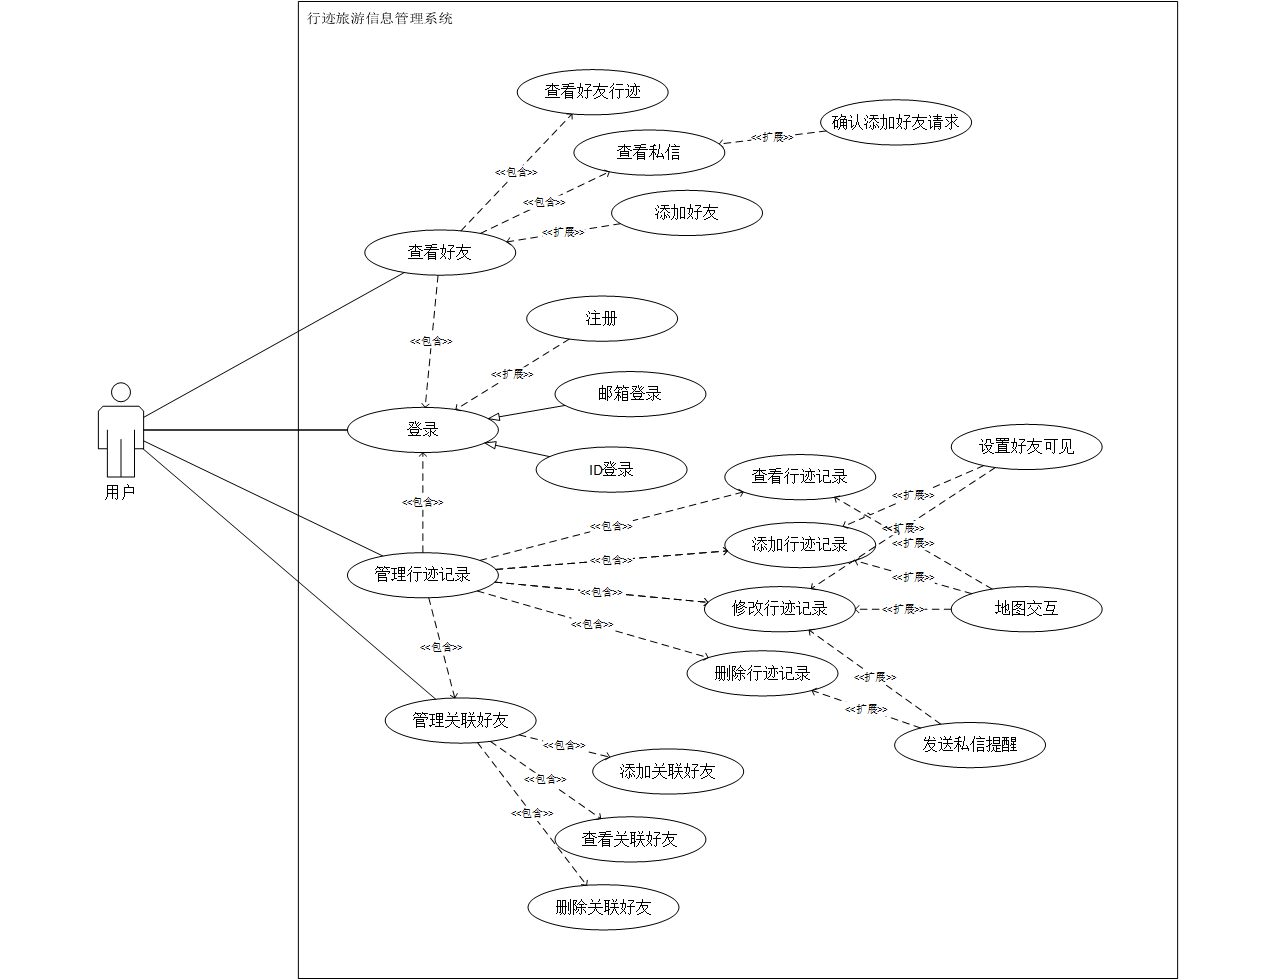 行迹旅游信息管理系统
查看好友行迹
确认添加好友请求
<<扩展>>
查看私信
<<包含>>
<<包含>>
添加好友
<<扩展>>
查看好友
注册
<<包含>>
<<扩展>>
邮箱登录
登录
用户
ID登录
设置好友可见
查看行迹记录
<<扩展>>
<<包含>>
<<包含>>
<<扩展>>
添加行迹记录
<<扩展>>
<<包含>>
管理行迹记录
<<扩展>>
<<包含>>
修改行迹记录
<<扩展>>
地图交互
<<包含>>
<<包含>>
删除行迹记录
<<扩展>>
<<扩展>>
管理关联好友
发送私信提醒
<<包含>>
添加关联好友
<<包含>>
<<包含>>
查看关联好友
删除关联好友